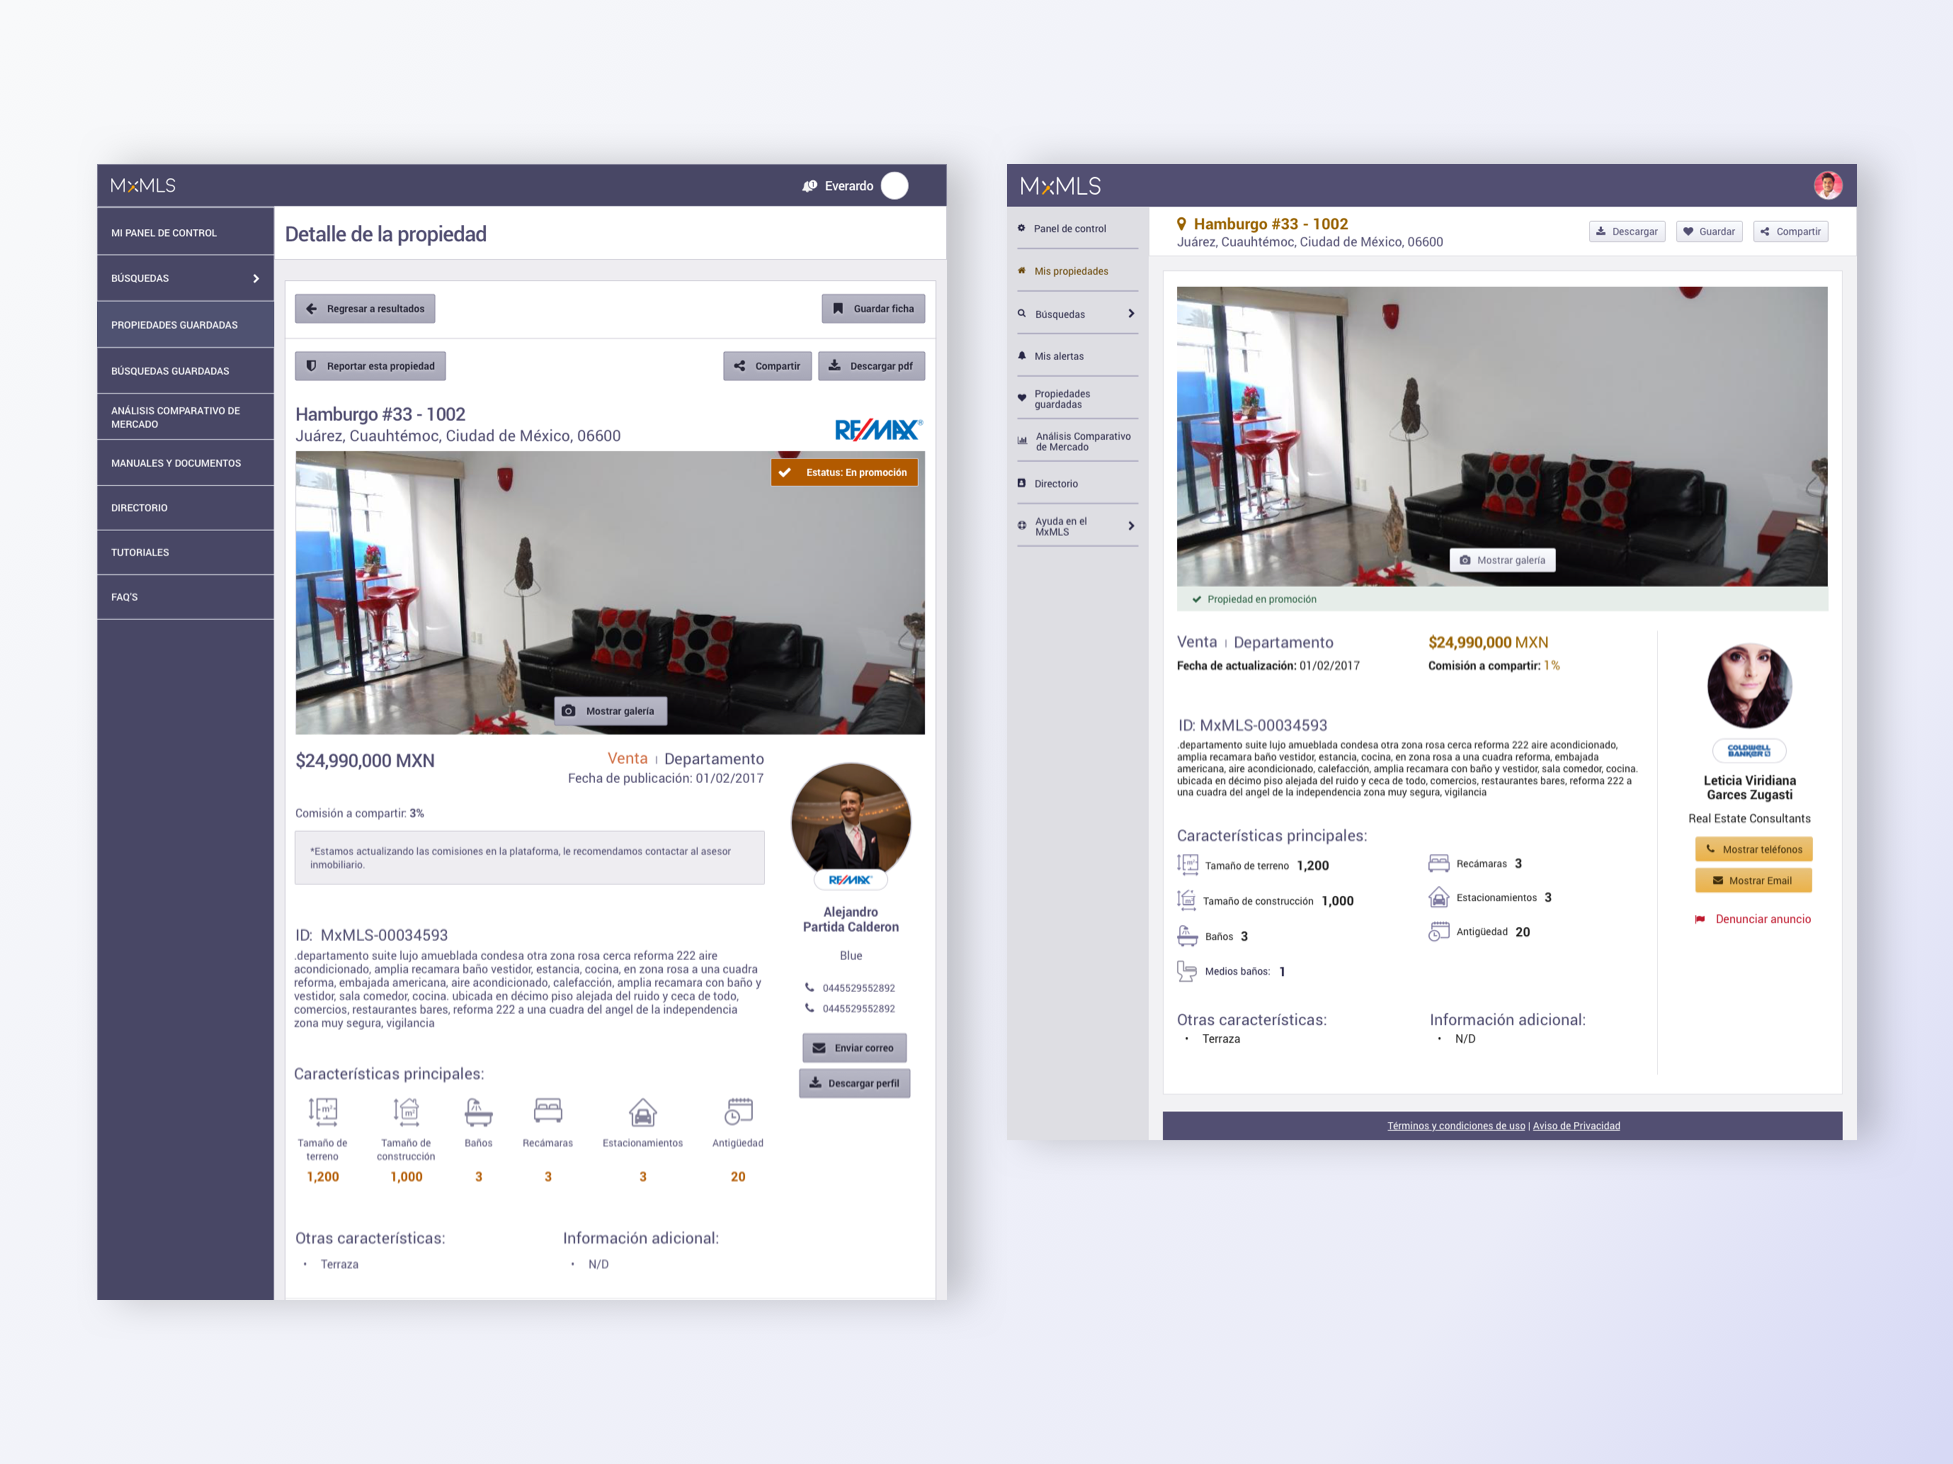 MxMLS
Everardo
MI PANEL DE CONTROL
BÚSQUEDAS
PROPIEDADES GUARDADAS
BÚSQUEDAS GUARDADAS
ANÁLISIS COMPARATIVO DE
MERCADO
MANUALES Y DOCUMENTOS
DIRECTORIO
TUTORIALES
FAQ'S
Detalle de la propiedad
Regresar a resultados
Guardar ficha
Reportar esta propiedad
Compartir
Descargar pdf
Hamburgo #33 - 1002
Juárez, Cuauhtémoc, Ciudad de México, 06600
RE/MAX®
Estatus: En promoción
Mostrar galería
$24,990,000 MXN
Venta | Departamento
Fecha de publicación: 01/02/2017
Comisión a compartir: 3%
*Estamos actualizando las comisiones en la plataforma, le recomendamos contactar al asesor
inmobiliario.
ID: MxMLS-00034593
.departamento suite lujo amueblada condesa otra zona rosa cerca reforma 222 aire
acondicionado, amplia recamara baño vestidor, estancia, cocina, en zona rosa a una cuadra
reforma, embajada americana, aire acondicionado, calefacción, amplia recamara con baño y
vestidor, sala comedor, cocina. ubicada en décimo piso alejada del ruido y ceca de todo,
comercios, restaurantes bares, reforma 222 a una cuadra del angel de la independencia
zona muy segura, vigilancia
Características principales:
m²
m²
Tamaño de
terreno
1,200
Tamaño de
construcción
1,000
Baños
3
Recámaras
3
Estacionamientos
3
Antigüedad
20
Otras características:
• Terraza
Información adicional:
• N/D
RE/MAX
Alejandro
Partida Calderon
Blue
0445529552892
0445529552892
Enviar correo
Descargar perfil
MxMLS
Panel de control
Mis propiedades
Búsquedas
Mis alertas
Propiedades
guardadas
Análisis Comparativo
de Mercado
Directorio
Ayuda en el
MxMLS
Hamburgo #33 - 1002
Juárez, Cuauhtémoc, Ciudad de México, 06600
Descargar
Guardar
Compartir
Mostrar galería
Propiedad en promoción
Venta | Departamento
Fecha de actualización: 01/02/2017
$24,990,000 MXN
Comisión a compartir: 1%
ID: MxMLS-00034593
.departamento suite lujo amueblada condesa otra zona rosa cerca reforma 222 aire acondicionado,
amplia recamara baño vestidor, estancia, cocina, en zona rosa a una cuadra reforma, embajada
americana, aire acondicionado, calefacción, amplia recamara con baño y vestidor, sala comedor, cocina.
ubicada en décimo piso alejada del ruido y ceca de todo, comercios, restaurantes bares, reforma 222 a
una cuadra del angel de la independencia zona muy segura, vigilancia
Características principales:
m²
Tamaño de terreno 1,200
Tamaño de construcción 1,000
Baños 3
Medios baños: 1
Recámaras 3
Estacionamientos 3
Antigüedad 20
Otras características:
• Terraza
Información adicional:
• N/D
COLDWELL
BANKER
Leticia Viridiana
Garces Zugasti
Real Estate Consultants
Mostrar teléfonos
Mostrar Email
Denunciar anuncio
Términos y condiciones de uso | Aviso de Privacidad